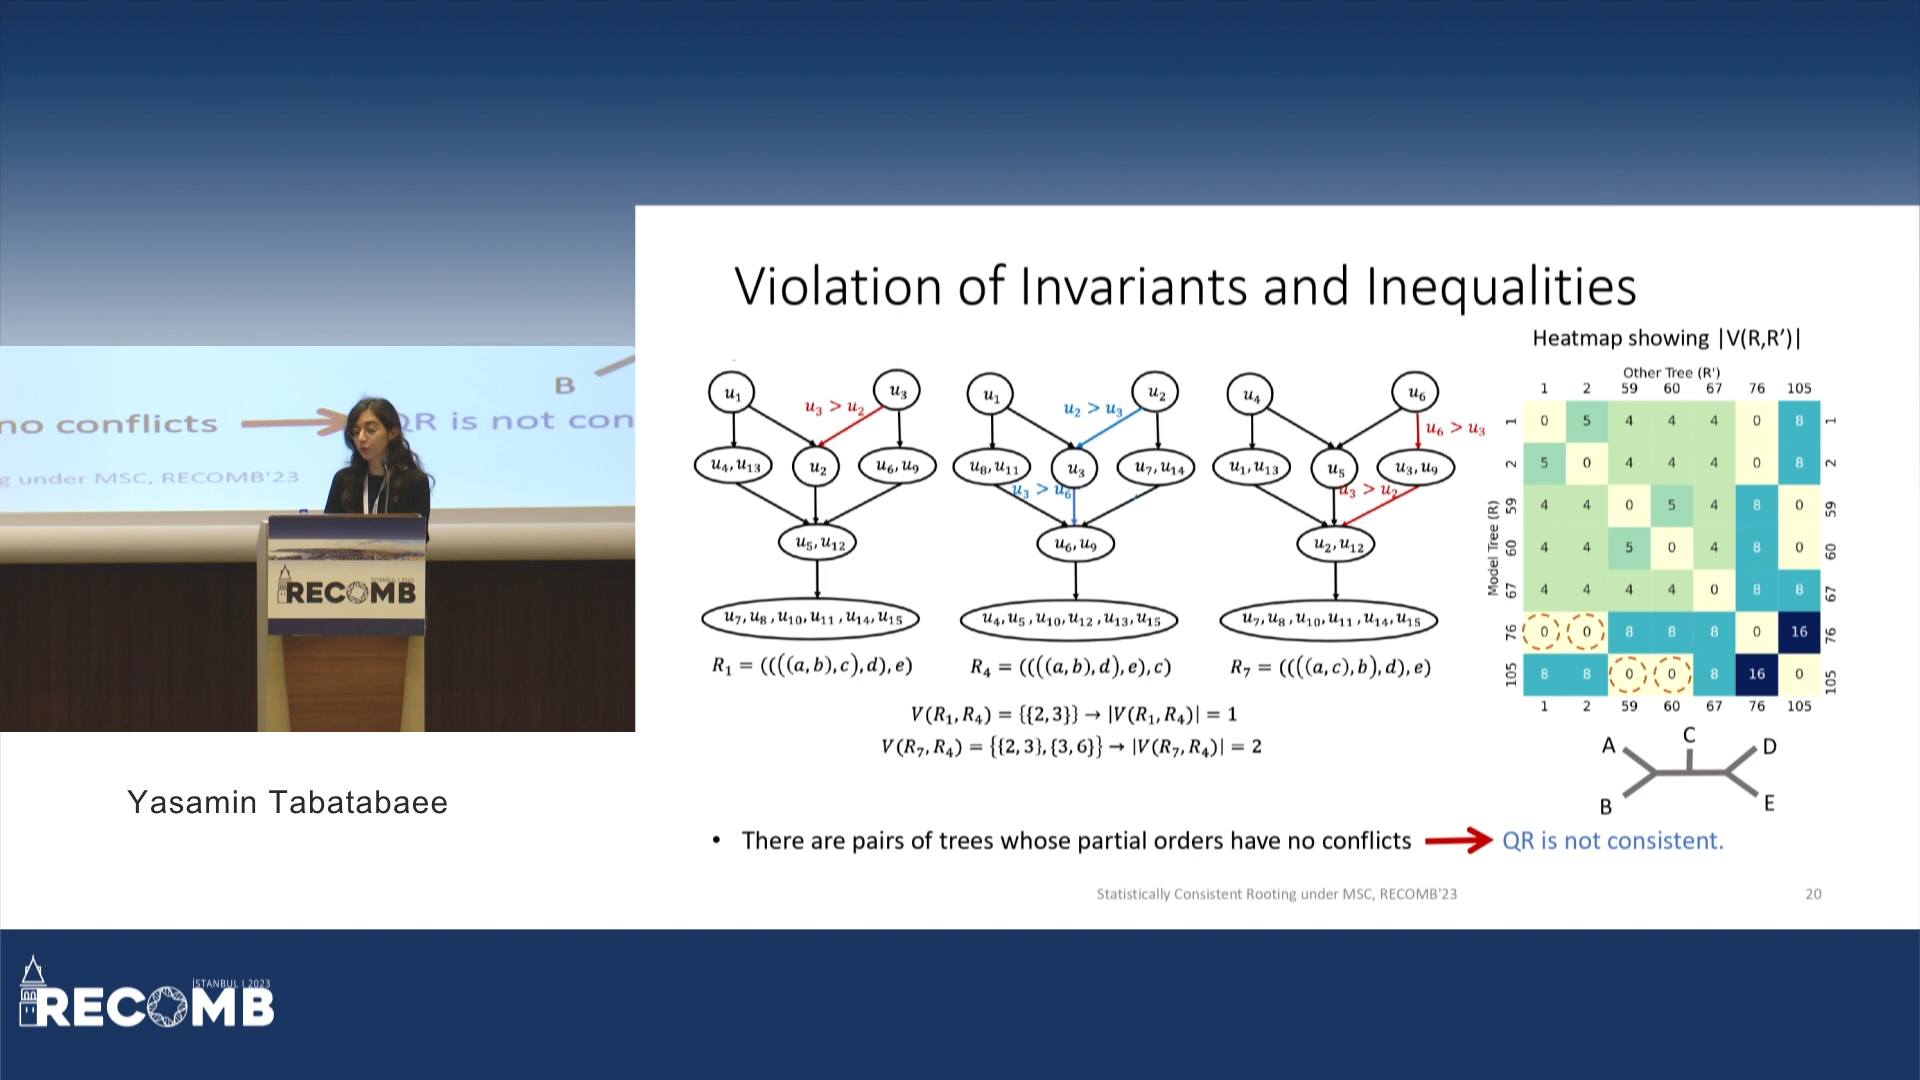 Violation of Invariants and Inequalities
Heatmap showing |V(R,R')|
Other Tree (R')
1 2 59 60 67 76 105
Model Tree (R)
1 0 5 4 4 4 0 8 1
2 5 0 4 4 4 0 8 2
59 4 4 0 5 4 8 0 59
60 4 4 5 0 4 8 0 60
67 4 4 4 4 0 8 8 67
76 0 0 8 8 8 0 16 76
105 8 8 0 0 8 16 0 105
1 2 59 60 67 76 105
u₁ u₃
u₃ > u₂
u₄, u₁₃ u₂ u₆, u₉
u₅, u₁₂
u₇, u₈, u₁₀, u₁₁, u₁₄, u₁₅
R₁ = ((((a, b), c), d), e)
u₁ u₂
u₂ > u₃
u₈, u₁₁ u₃ u₇, u₁₄
u₃ > u₆
u₆, u₉
u₄, u₅, u₁₀, u₁₂, u₁₃, u₁₅
R₄ = ((((a, b), d), e), c)
u₄ u₆
u₆ > u₃
u₁, u₁₃ u₅ u₃, u₉
u₃ > u₂
u₂, u₁₂
u₇, u₈, u₁₀, u₁₁, u₁₄, u₁₅
R₇ = ((((a, c), b), d), e)
V(R₁, R₄) = {{2,3}} → |V(R₁, R₄)| = 1
V(R₇, R₄) = {{2,3}, {3,6}} → |V(R₇, R₄)| = 2
A C D
B E
• There are pairs of trees whose partial orders have no conflicts QR is not consistent.
Statistically Consistent Rooting under MSC, RECOMB'23 20
B
no conflicts QR is not con
g under MSC, RECOMB'23
İSTANBUL | 2023
RECOMB
Yasamin Tabatabaee
İSTANBUL | 2023
RECOMB